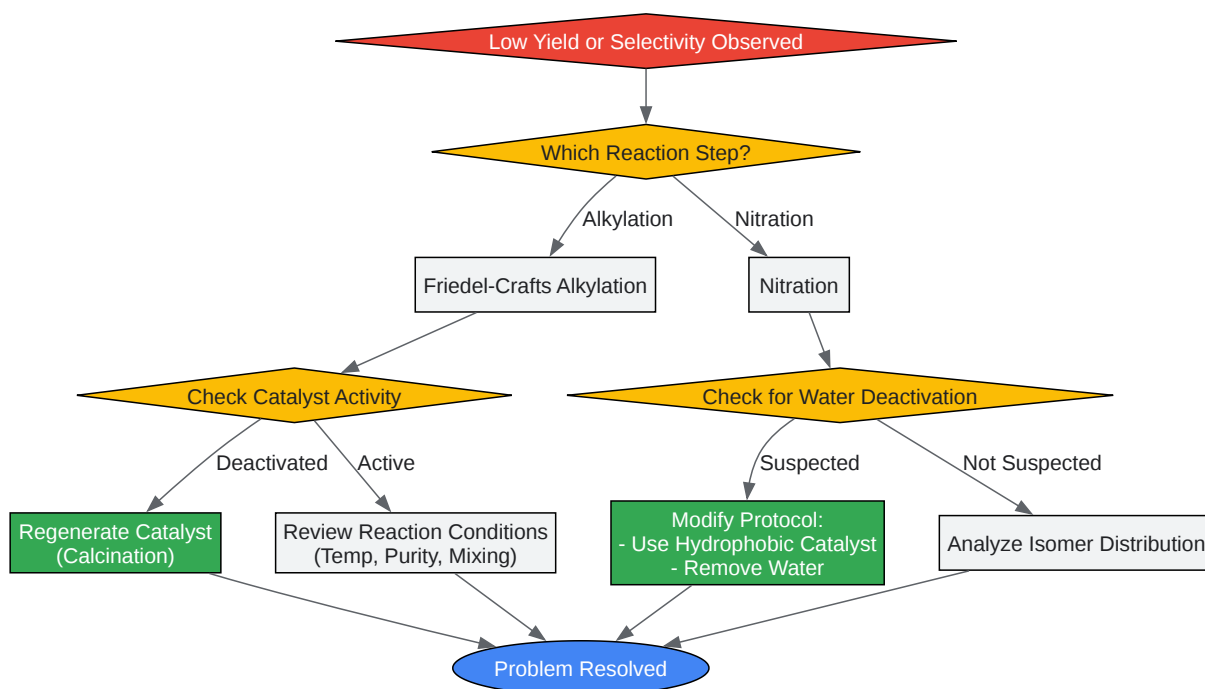 Low Yield or Selectivity Observed
Which Reaction Step?
Alkylation
Nitration
Friedel-Crafts Alkylation
Nitration
Check Catalyst Activity
Check for Water Deactivation
Deactivated
Active
Suspected
Not Suspected
Regenerate Catalyst
(Calcination)
Review Reaction Conditions
(Temp, Purity, Mixing)
Modify Protocol:
- Use Hydrophobic Catalyst
- Remove Water
Analyze Isomer Distribution
Problem Resolved